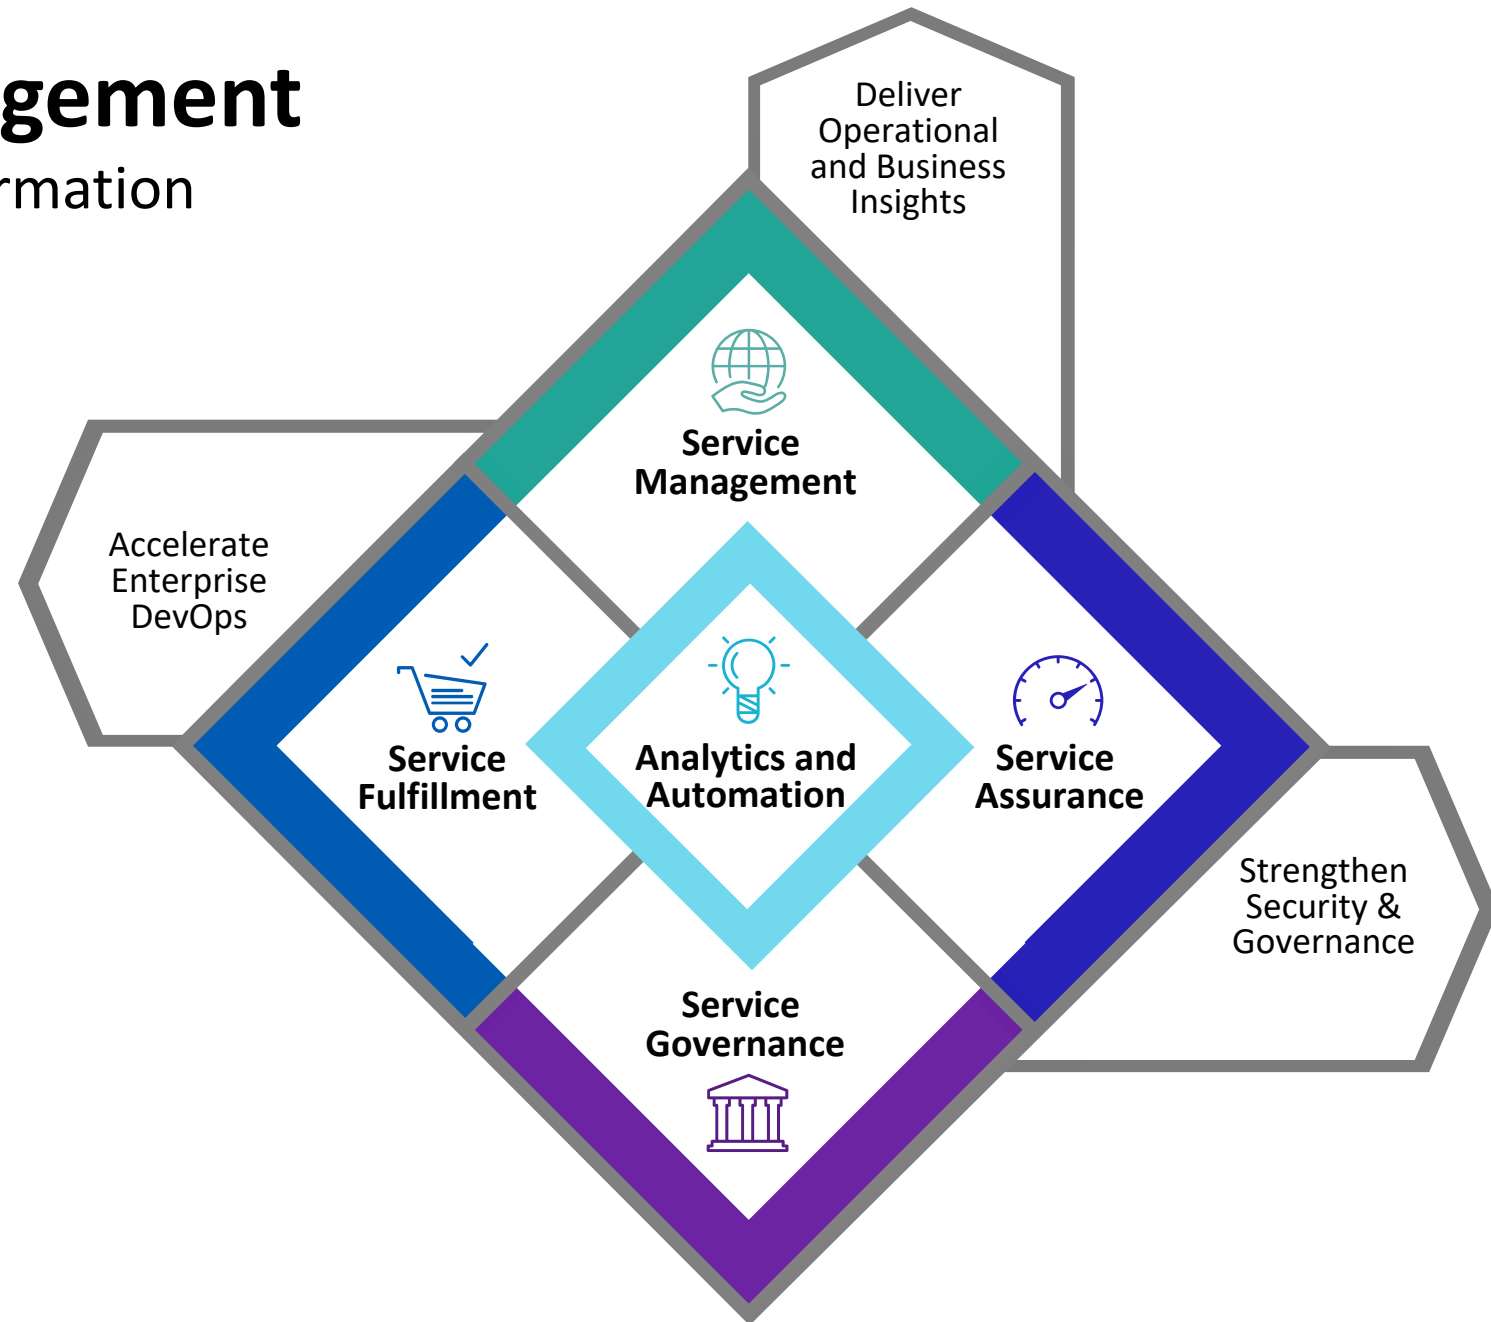 gement
rmation
Deliver
Operational
and Business
Insights
Service
Management
Accelerate
Enterprise
DevOps
Service
Fulfillment
Analytics and
Automation
Service
Assurance
Strengthen
Security &
Governance
Service
Governance